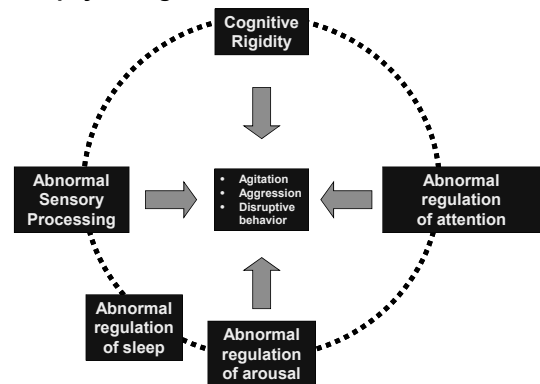 Cognitive
Rigidity
Abnormal
Sensory
Processing
• Agitation
• Aggression
• Disruptive
behavior
Abnormal
regulation
of attention
Abnormal
regulation
of sleep
Abnormal
regulation
of arousal